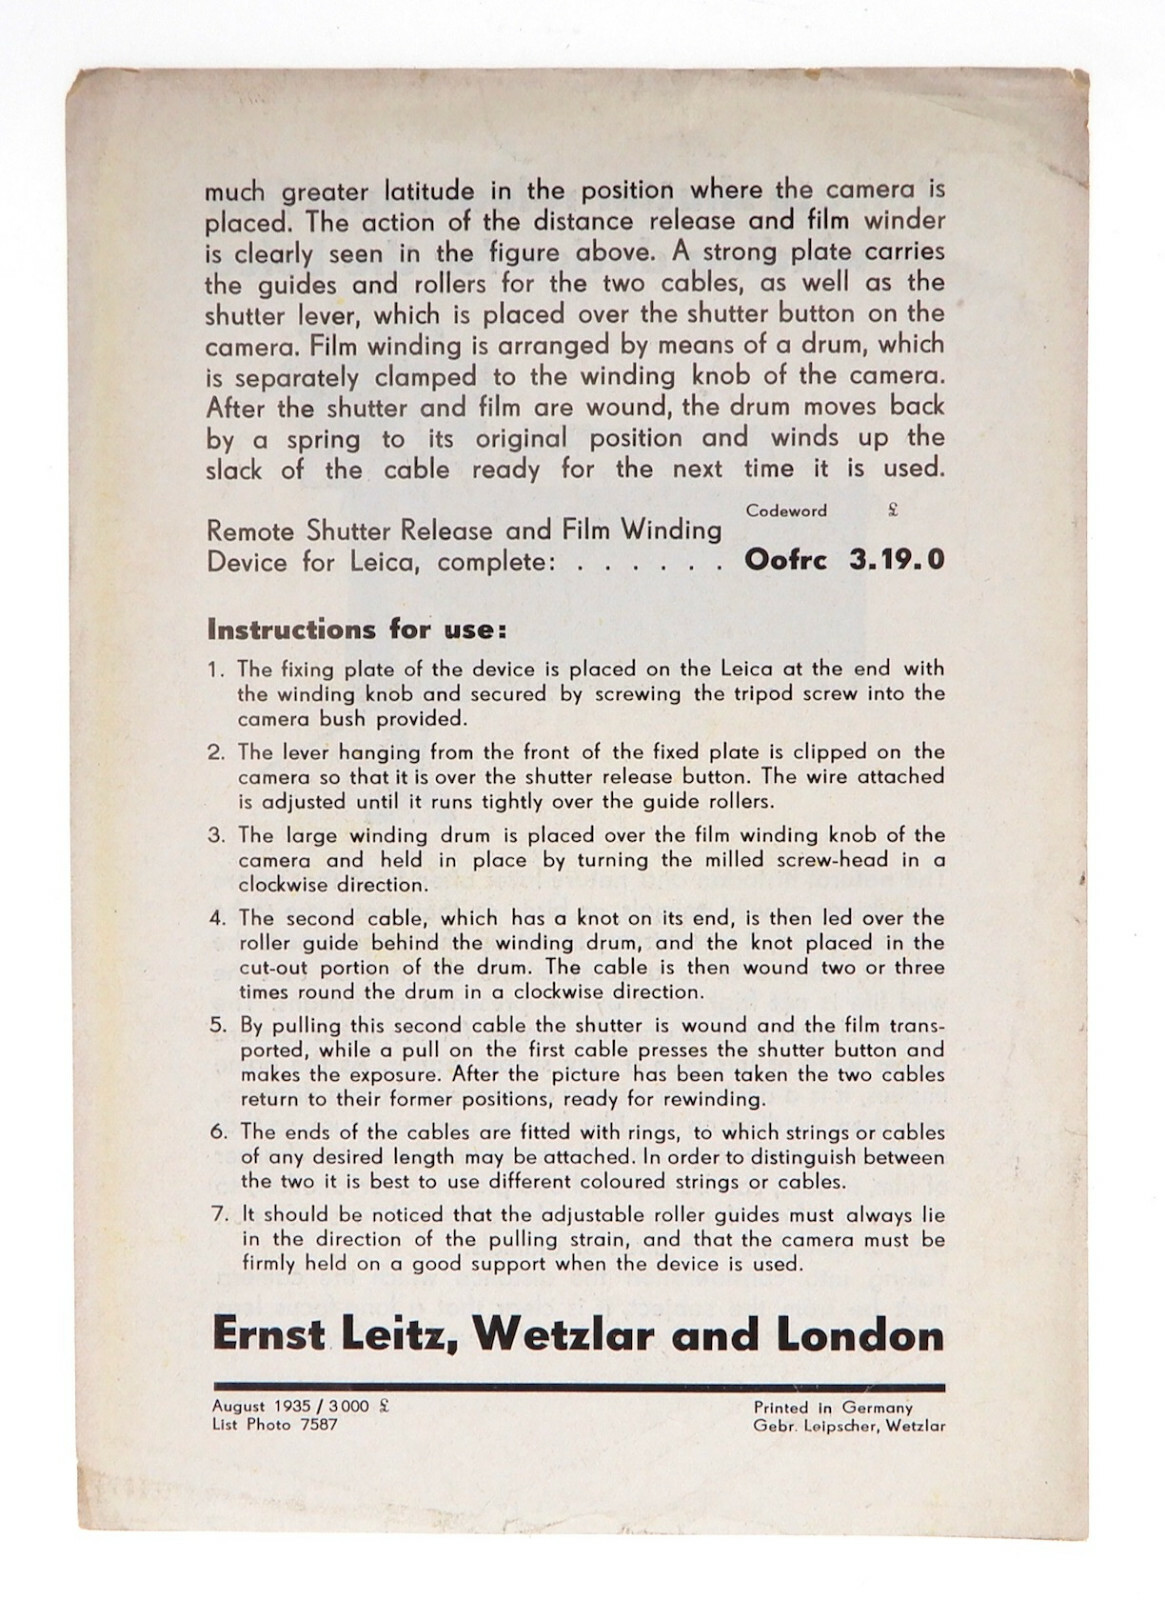 much greater latitude in the position where the camera is
placed. The action of the distance release and film winder
is clearly seen in the figure above. A strong plate carries
the guides and rollers for the two cables, as well as the
shutter lever, which is placed over the shutter button on the
camera. Film winding is arranged by means of a drum, which
is separately clamped to the winding knob of the camera.
After the shutter and film are wound, the drum moves back
by a spring to its original position and winds up the
slack of the cable ready for the next time it is used.
Codeword £
Remote Shutter Release and Film Winding
Device for Leica, complete: . . . . . . Oofrc 3.19.0
Instructions for use:
1. The fixing plate of the device is placed on the Leica at the end with
the winding knob and secured by screwing the tripod screw into the
camera bush provided.
2. The lever hanging from the front of the fixed plate is clipped on the
camera so that it is over the shutter release button. The wire attached
is adjusted until it runs tightly over the guide rollers.
3. The large winding drum is placed over the film winding knob of the
camera and held in place by turning the milled screw-head in a
clockwise direction.
4. The second cable, which has a knot on its end, is then led over the
roller guide behind the winding drum, and the knot placed in the
cut-out portion of the drum. The cable is then wound two or three
times round the drum in a clockwise direction.
5. By pulling this second cable the shutter is wound and the film trans-
ported, while a pull on the first cable presses the shutter button and
makes the exposure. After the picture has been taken the two cables
return to their former positions, ready for rewinding.
6. The ends of the cables are fitted with rings, to which strings or cables
of any desired length may be attached. In order to distinguish between
the two it is best to use different coloured strings or cables.
7. It should be noticed that the adjustable roller guides must always lie
in the direction of the pulling strain, and that the camera must be
firmly held on a good support when the device is used.
Ernst Leitz, Wetzlar and London
August 1935 / 3000 £
List Photo 7587
Printed in Germany
Gebr. Leipscher, Wetzlar